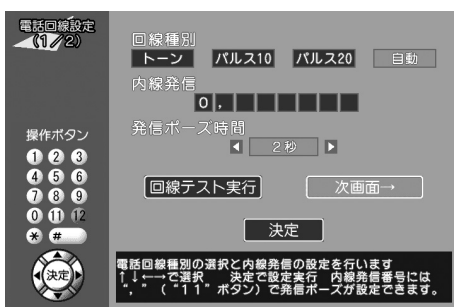 電話回線設定
(1/2)
回線種別
トーン パルス10 パルス20 自動
内線発信
0,
発信ポーズ時間
2秒
操作ボタン
1 2 3
4 5 6
7 8 9
0 11 12
* #
決定
回線テスト実行 次画面→
決定
電話回線種別の選択と内線発信の設定を行います
↑↓←→で選択 決定で設定実行 内線発信番号には
“,”（“11”ボタン）で発信ポーズが設定できます。